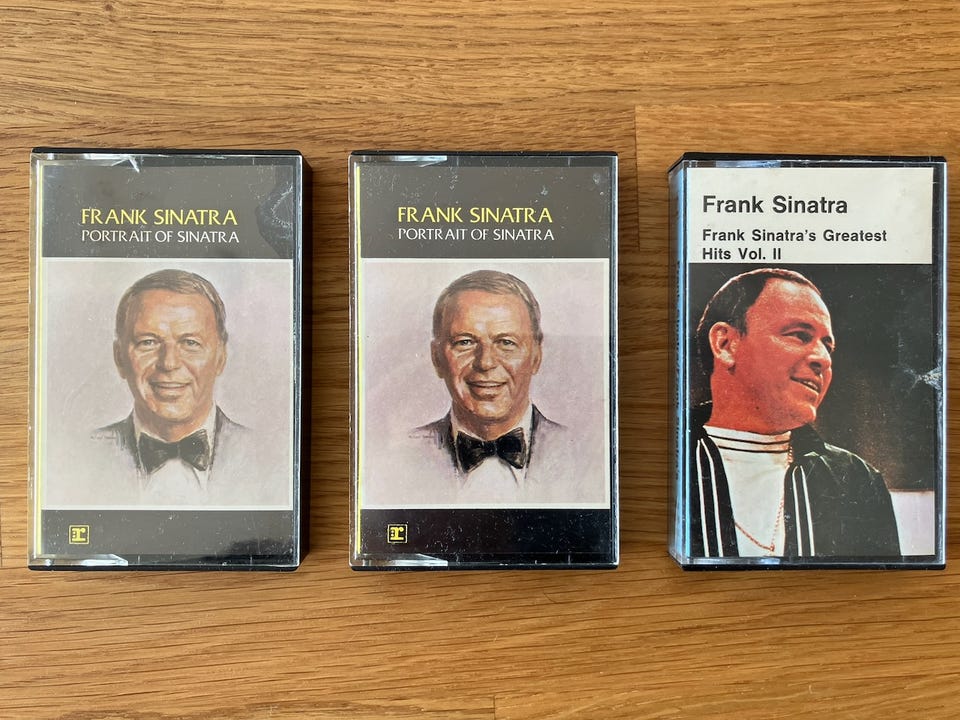 FRANK SINATRA
PORTRAIT OF SINATRA
FRANK SINATRA
PORTRAIT OF SINATRA
Frank Sinatra
Frank Sinatra's Greatest
Hits Vol. II